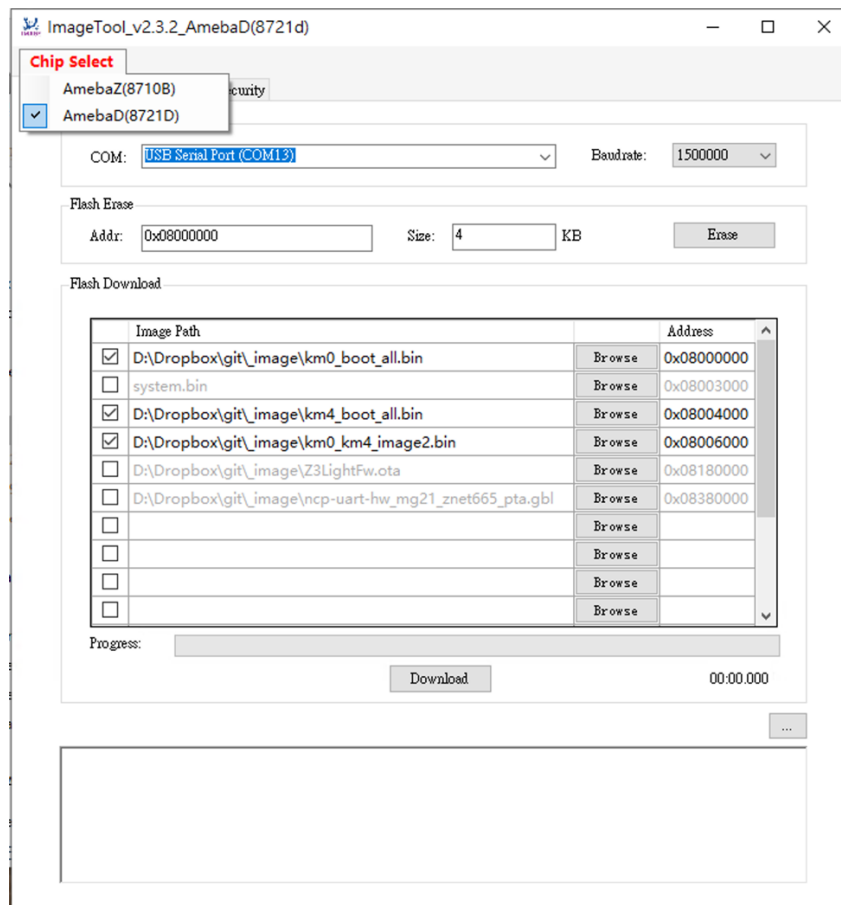 ImageTool_v2.3.2_AmebaD(8721d)
Chip Select
AmebaZ(8710B)
AmebaD(8721D)
COM: USB Serial Port (COM13) Baudrate: 1500000
Flash Erase
Addr: 0x08000000 Size: 4 KB Erase
Flash Download
Image Path Address
D:\Dropbox\git\_image\km0_boot_all.bin Browse 0x08000000
system.bin Browse 0x08003000
D:\Dropbox\git\_image\km4_boot_all.bin Browse 0x08004000
D:\Dropbox\git\_image\km0_km4_image2.bin Browse 0x08006000
D:\Dropbox\git\_image\Z3LightFw.ota Browse 0x08180000
D:\Dropbox\git\_image\ncp-uart-hw_mg21_znet665_pta.gbl Browse 0x08380000
Browse
Browse
Browse
Browse
Progress:
Download 00:00.000
...